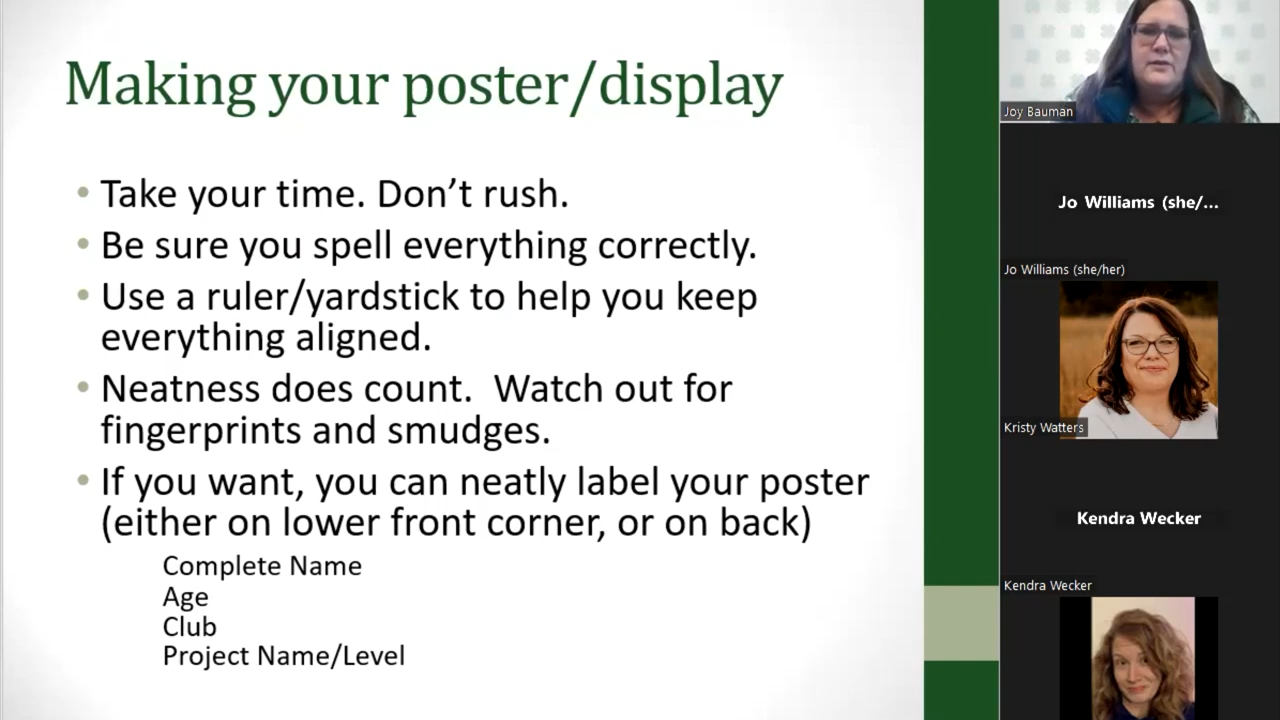 Making your poster/display
• Take your time. Don’t rush.
• Be sure you spell everything correctly.
• Use a ruler/yardstick to help you keep
everything aligned.
• Neatness does count.  Watch out for
fingerprints and smudges.
• If you want, you can neatly label your poster
(either on lower front corner, or on back)
Complete Name
Age
Club
Project Name/Level
Joy Bauman
Jo Williams (she/...
Jo Williams (she/her)
Kristy Watters
Kendra Wecker
Kendra Wecker